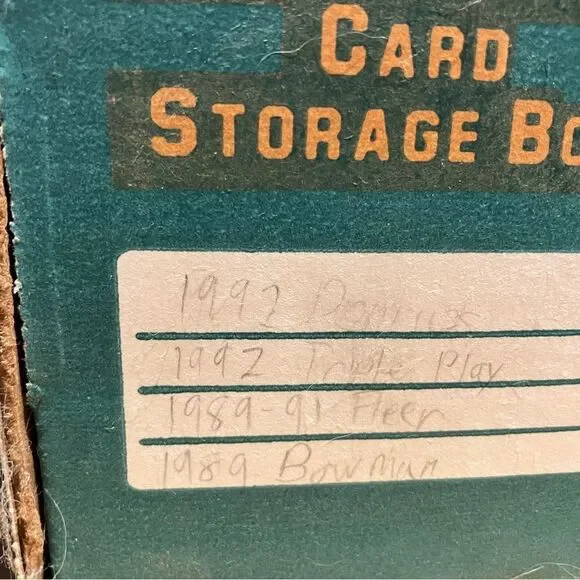 CARD
STORAGE BO
1992 Donruss
1992 Triple Play
1989-91 Fleer
1989 Bowman